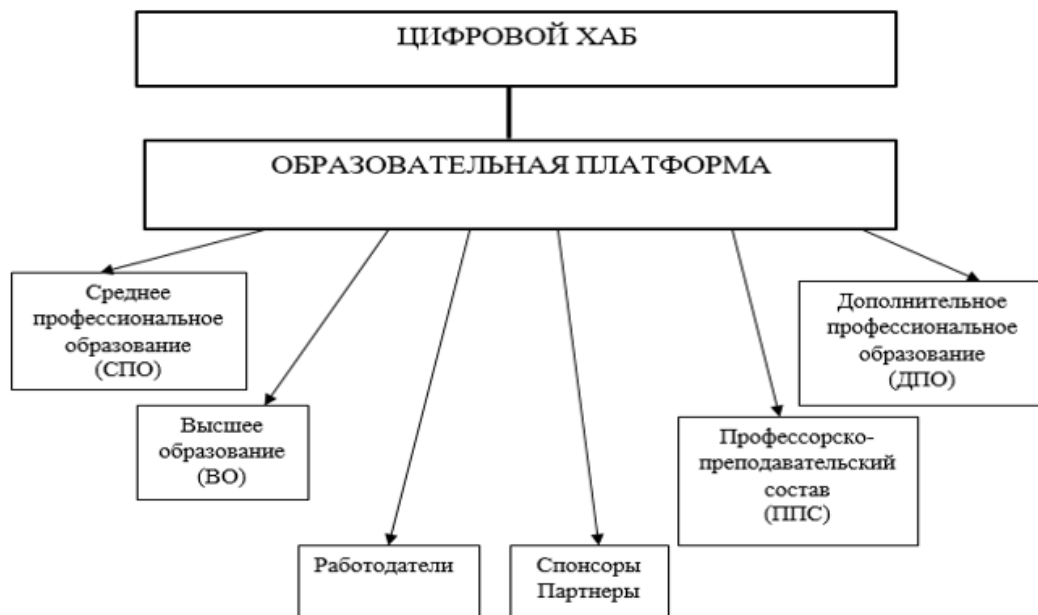 ЦИФРОВОЙ ХАБ
ОБРАЗОВАТЕЛЬНАЯ ПЛАТФОРМА
Среднее
профессиональное
образование
(СПО)
Высшее
образование
(ВО)
Работодатели
Спонсоры
Партнеры
Профессорско-
преподавательский
состав
(ППС)
Дополнительное
профессиональное
образование
(ДПО)